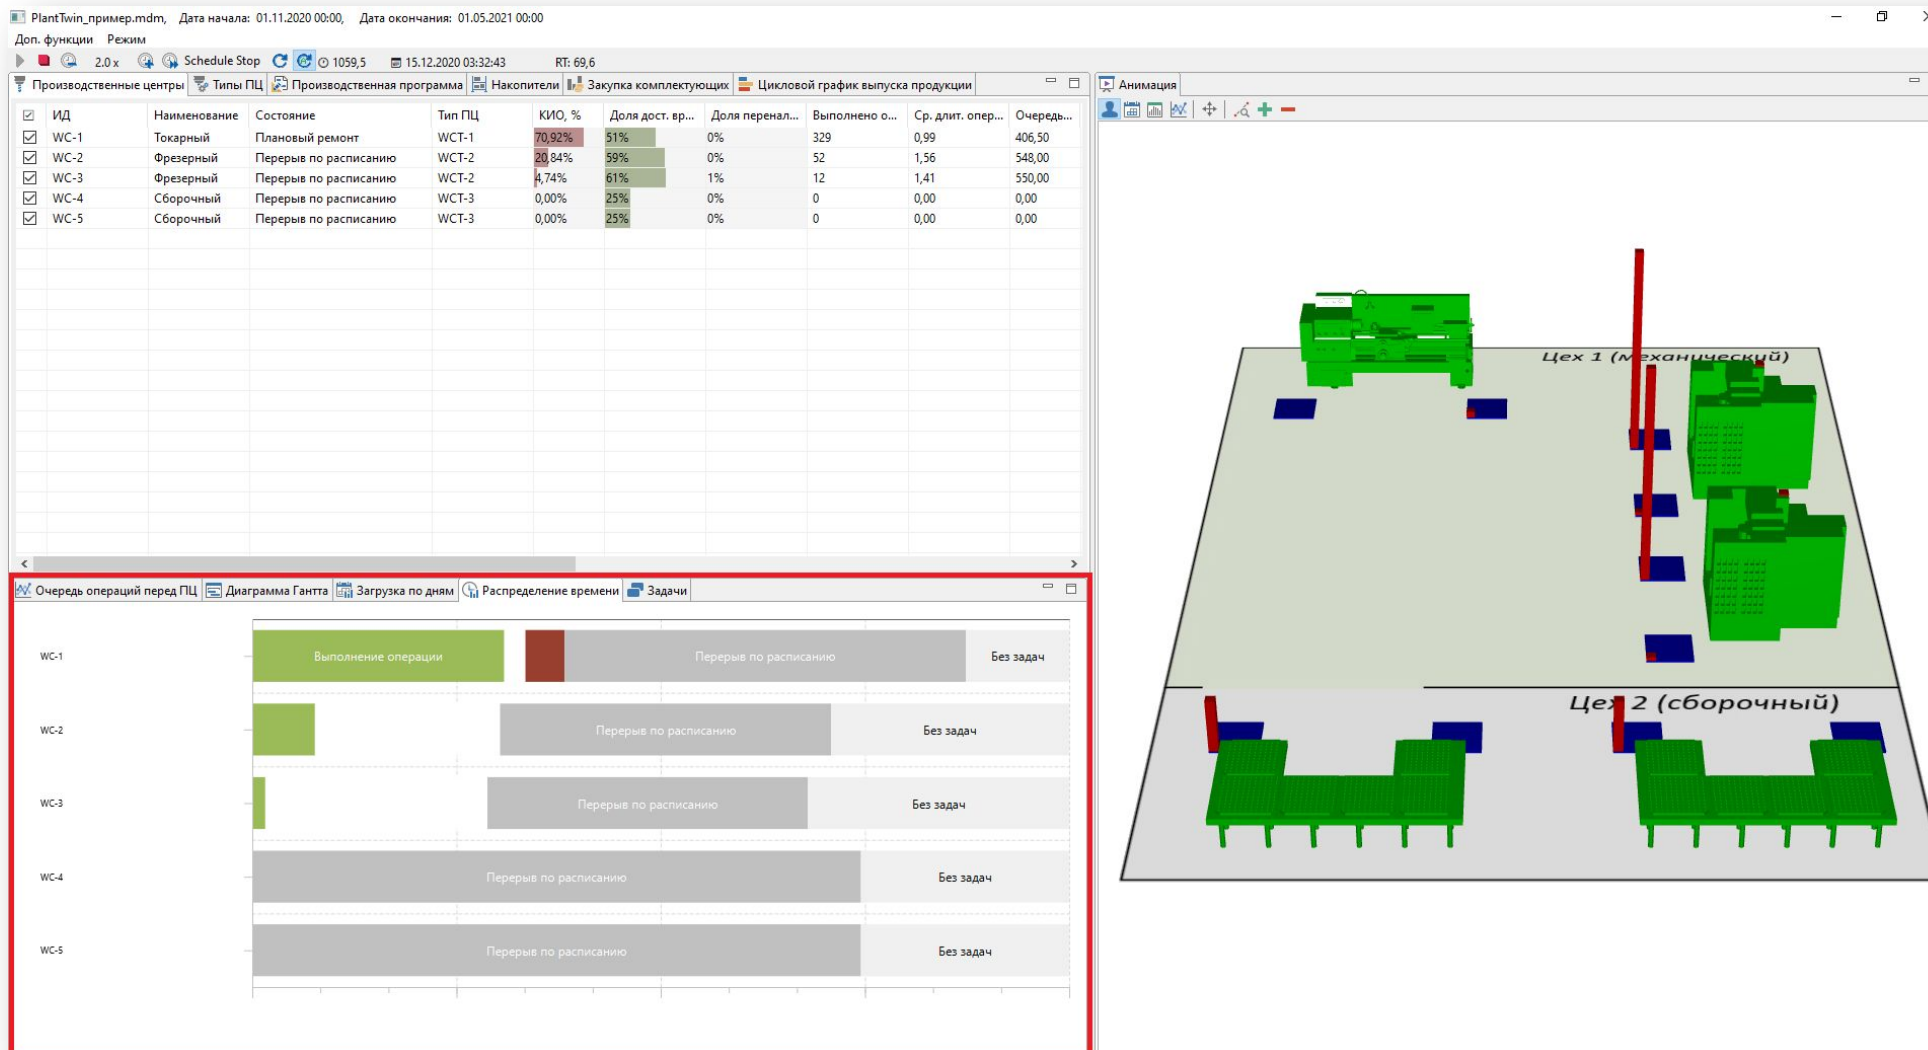 PlantTwin_пример.mdm, Дата начала: 01.11.2020 00:00, Дата окончания: 01.05.2021 00:00
Доп. функции Режим
2.0 x Schedule Stop 1059,5 15.12.2020 03:32:43 RT: 69,6
Производственные центры Типы ПЦ Производственная программа Накопители Закупка комплектующих Цикловой график выпуска продукции
ИД Наименование Состояние Тип ПЦ КИО, % Доля дост. вр... Доля перенал... Выполнено о... Ср. длит. опер... Очередь...
WC-1 Токарный Плановый ремонт WCT-1 70,92% 51% 0% 329 0,99 406,50
WC-2 Фрезерный Перерыв по расписанию WCT-2 20,84% 59% 0% 52 1,56 548,00
WC-3 Фрезерный Перерыв по расписанию WCT-2 4,74% 61% 1% 12 1,41 550,00
WC-4 Сборочный Перерыв по расписанию WCT-3 0,00% 25% 0% 0 0,00 0,00
WC-5 Сборочный Перерыв по расписанию WCT-3 0,00% 25% 0% 0 0,00 0,00
Очередь операций перед ПЦ Диаграмма Гантта Загрузка по дням Распределение времени Задачи
WC-1 Выполнение операции Перерыв по расписанию Без задач
WC-2 Перерыв по расписанию Без задач
WC-3 Перерыв по расписанию Без задач
WC-4 Перерыв по расписанию Без задач
WC-5 Перерыв по расписанию Без задач
Анимация
Цех 1 (механический)
Цех 2 (сборочный)